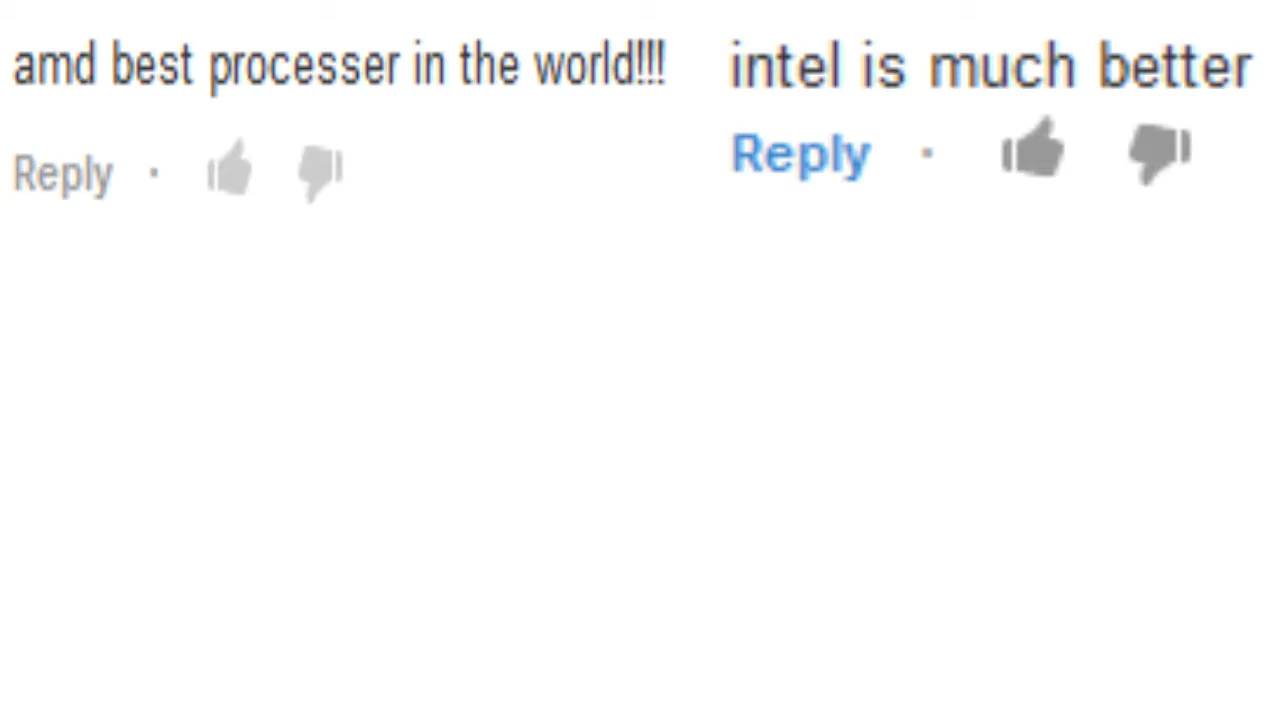 amd best processer in the world!!!
Reply ·
intel is much better
Reply ·